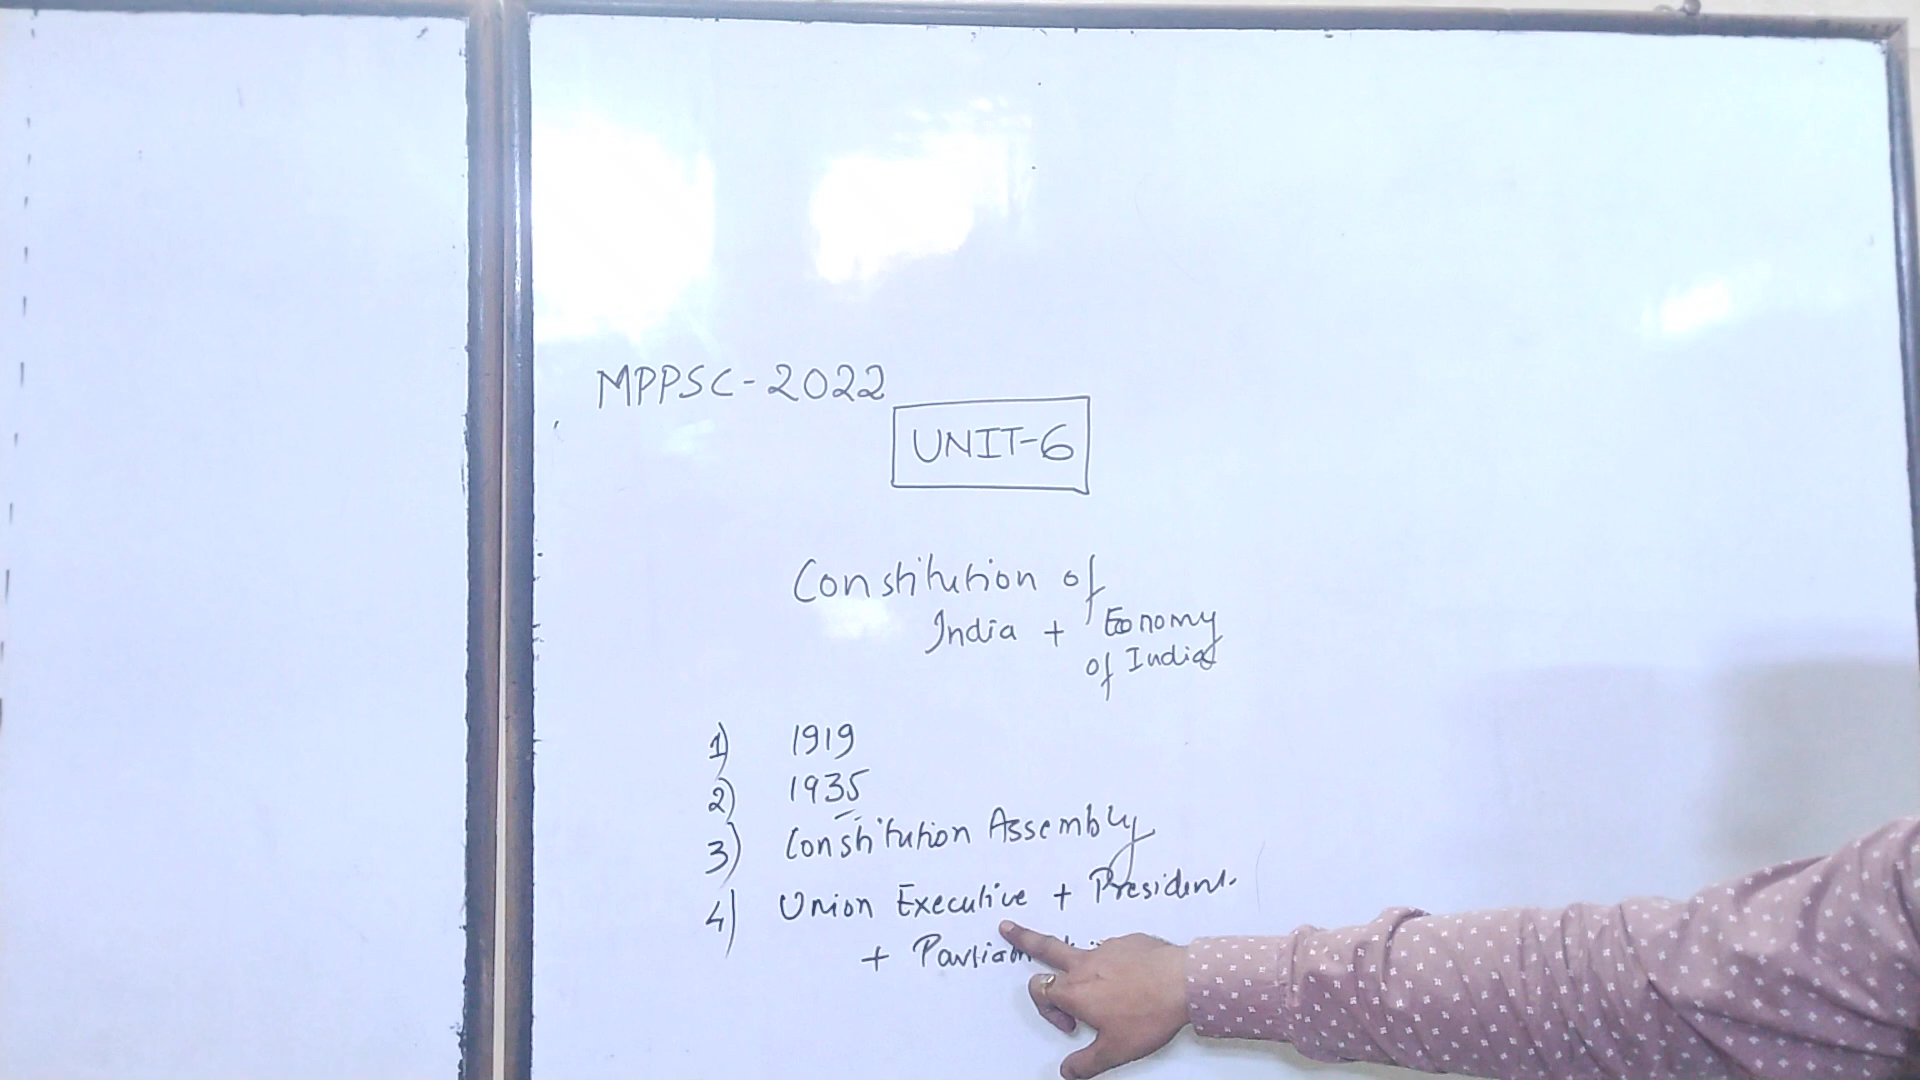 MPPSC-2022
UNIT-6
Constitution of
India + Economy
of India
1) 1919
2) 1935
3) Constitution Assembly
4) Union Executive + President.
+